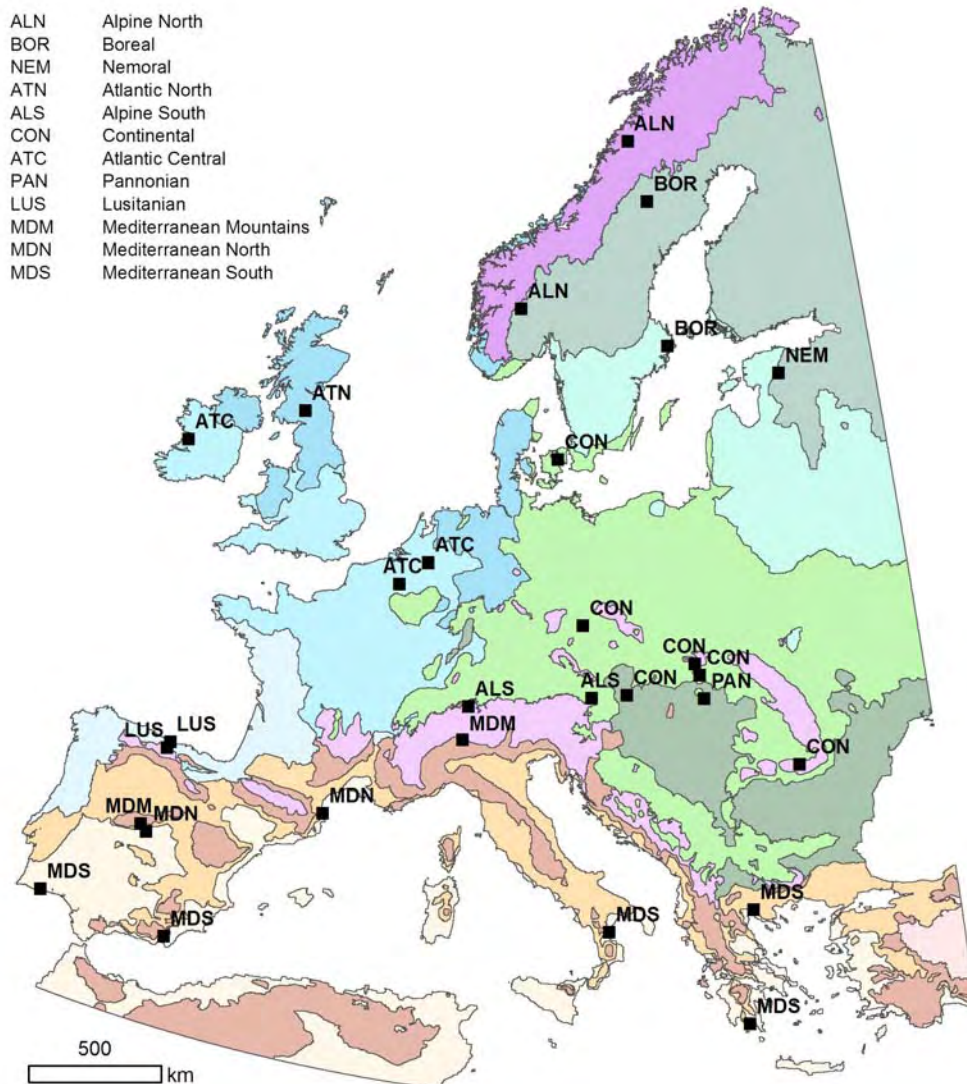 ALN Alpine North
BOR Boreal
NEM Nemoral
ATN Atlantic North
ALS Alpine South
CON Continental
ATC Atlantic Central
PAN Pannonian
LUS Lusitanian
MDM Mediterranean Mountains
MDN Mediterranean North
MDS Mediterranean South
ALN
BOR
ALN
BOR
NEM
ATN
ATC
CON
ATC
ATC
CON
CON
CON
ALS
CON
PAN
ALS
MDM
LUS
LUS
CON
MDN
MDM
MDN
MDS
MDS
MDS
MDS
MDS
500
km